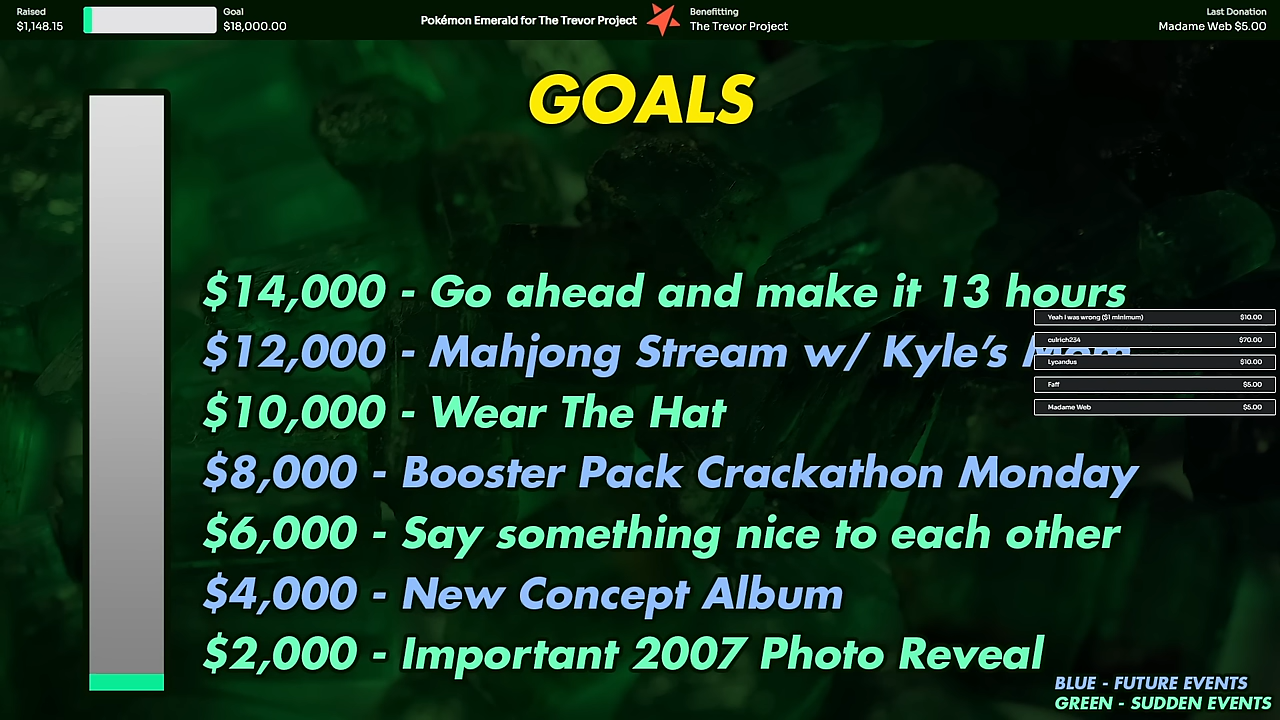 Raised
$1,148.15
Goal
$18,000.00
Pokémon Emerald for The Trevor Project
Benefitting
The Trevor Project
Last Donation
Madame Web $5.00
GOALS
$14,000 - Go ahead and make it 13 hours
$12,000 - Mahjong Stream w/ Kyle's Mom
$10,000 - Wear The Hat
$8,000 - Booster Pack Crackathon Monday
$6,000 - Say something nice to each other
$4,000 - New Concept Album
$2,000 - Important 2007 Photo Reveal
Yeah I was wrong ($1 minimum) $10.00
culrich234 $70.00
Lycandus $10.00
Faff $5.00
Madame Web $5.00
BLUE - FUTURE EVENTS
GREEN - SUDDEN EVENTS